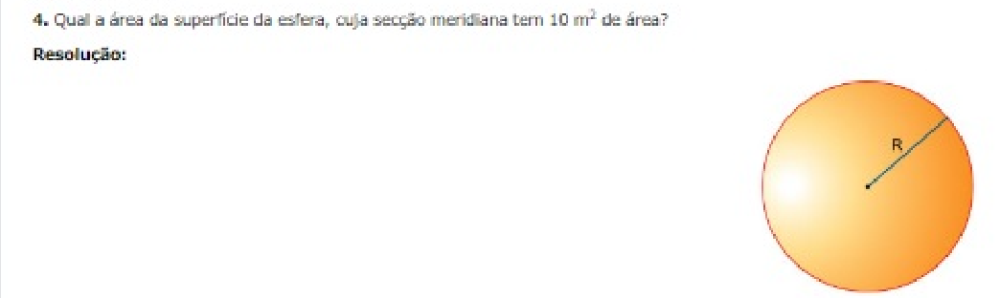 4. Qual a área da superfície da esfera, cuja secção meridiana tem 10 m² de área?
Resolução:
R